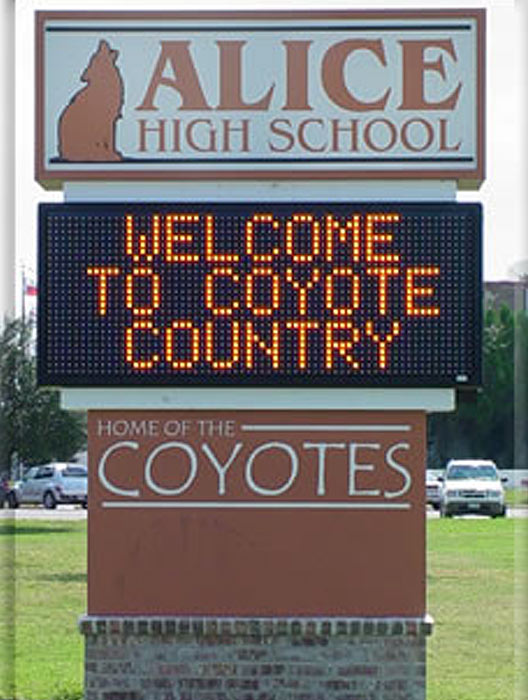 ALICE
HIGH SCHOOL
WELCOME
TO COYOTE
COUNTRY
HOME OF THE
COYOTES